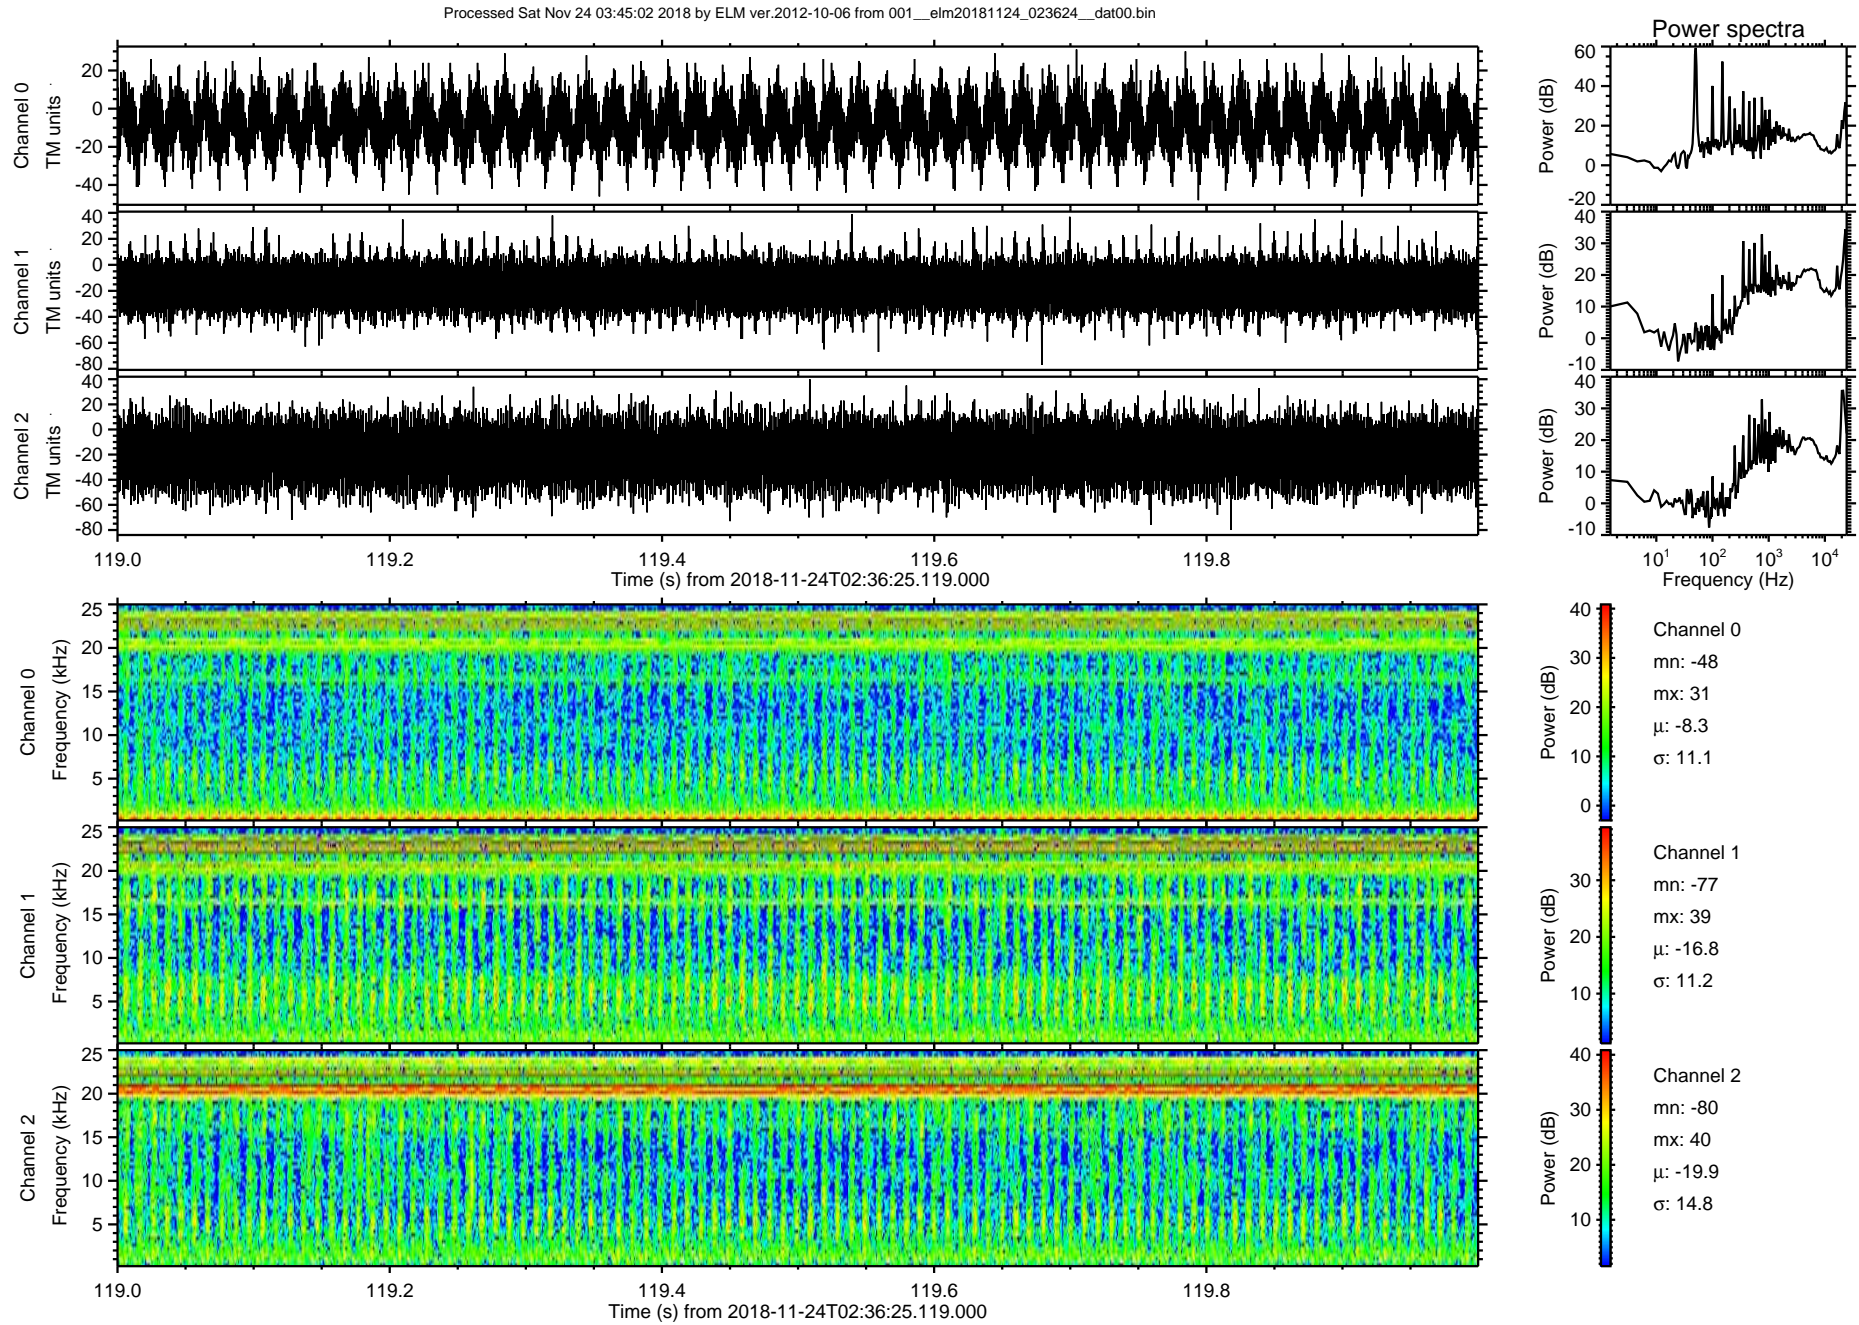 Processed Sat Nov 24 03:45:02 2018 by ELM ver.2012-10-06 from 001__elm20181124_023624__dat00.bin
Power spectra
Channel 0
TM units
20
0
-20
-40
Power (dB)
60
40
20
0
-20
Channel 1
TM units
40
20
0
-20
-40
-60
-80
Power (dB)
40
30
20
10
0
-10
Channel 2
TM units
40
20
0
-20
-40
-60
-80
Power (dB)
40
30
20
10
0
-10
119.0 119.2 119.4 119.6 119.8
Time (s) from 2018-11-24T02:36:25.119.000
10^1 10^2 10^3 10^4
Frequency (Hz)
Channel 0
Frequency (kHz)
25
20
15
10
5
Power (dB)
40
30
20
10
0
Channel 0
mn: -48
mx: 31
μ: -8.3
σ: 11.1
Channel 1
Frequency (kHz)
25
20
15
10
5
Power (dB)
30
20
10
Channel 1
mn: -77
mx: 39
μ: -16.8
σ: 11.2
Channel 2
Frequency (kHz)
25
20
15
10
5
Power (dB)
40
30
20
10
Channel 2
mn: -80
mx: 40
μ: -19.9
σ: 14.8
119.0 119.2 119.4 119.6 119.8
Time (s) from 2018-11-24T02:36:25.119.000